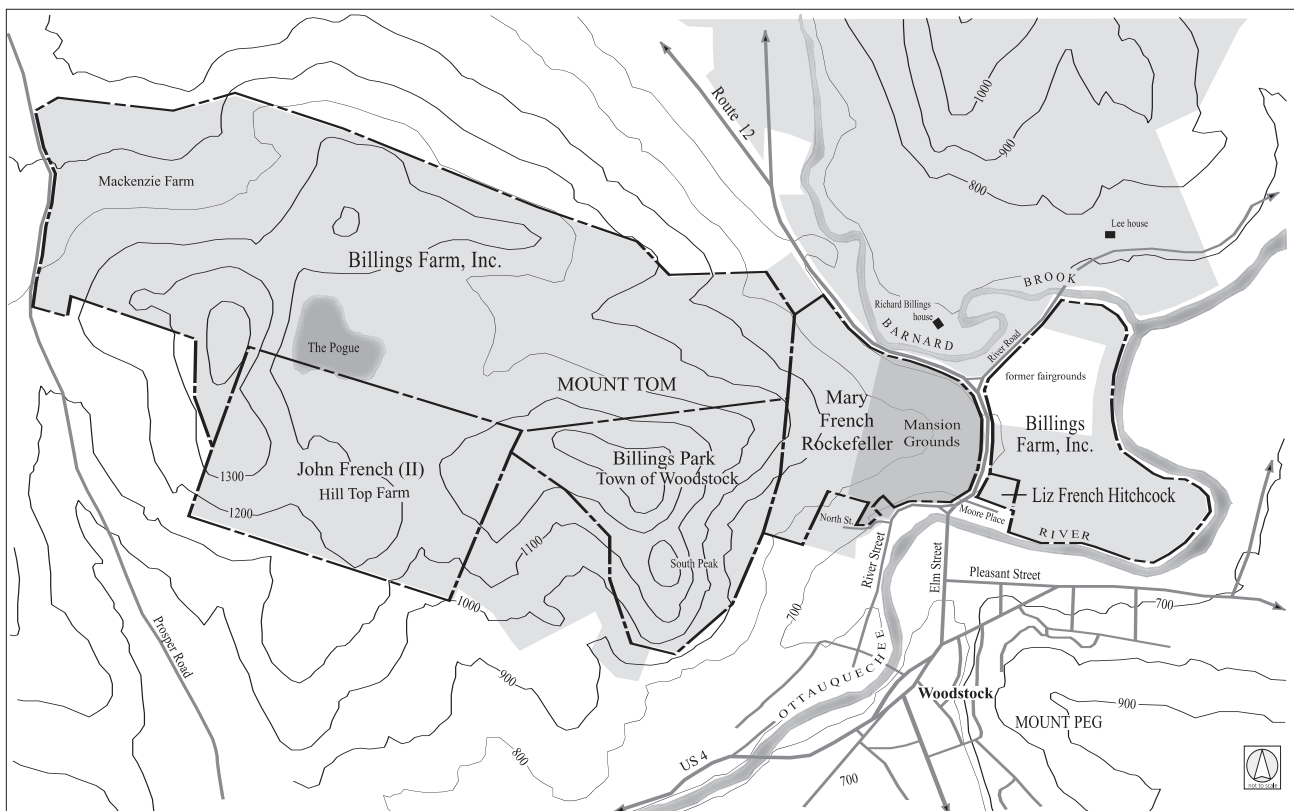 Route 12
1000
900
800
Mackenzie Farm
Lee house
Billings Farm, Inc.
BROOK
Richard Billings
house
BARNARD
River Road
The Pogue
former fairgrounds
MOUNT TOM
Mary
French
Rockefeller
Mansion
Grounds
Billings
Farm, Inc.
John French (II)
Hill Top Farm
Billings Park
Town of Woodstock
1300
1200
Liz French Hitchcock
North St.
Moore Place
RIVER
1100
South Peak
River Street
Elm Street
Pleasant Street
1000
700
700
Prosper Road
900
OTTAUQUECHEE
Woodstock
900
MOUNT PEG
800
US 4
700
not to scale